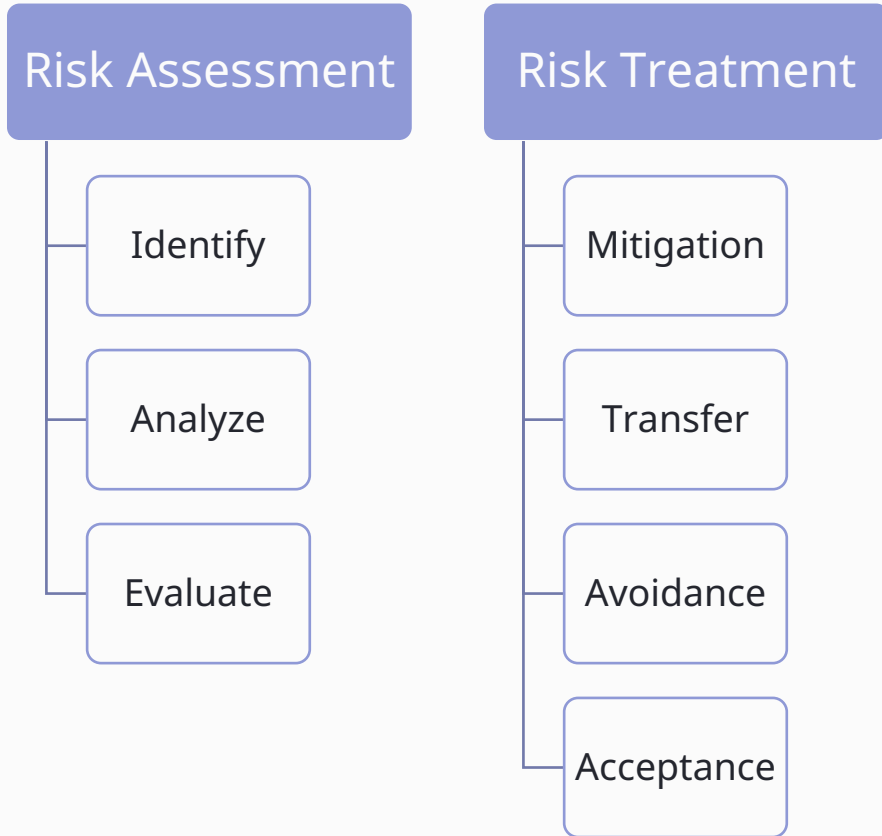 Risk Assessment
Identify
Analyze
Evaluate
Risk Treatment
Mitigation
Transfer
Avoidance
Acceptance